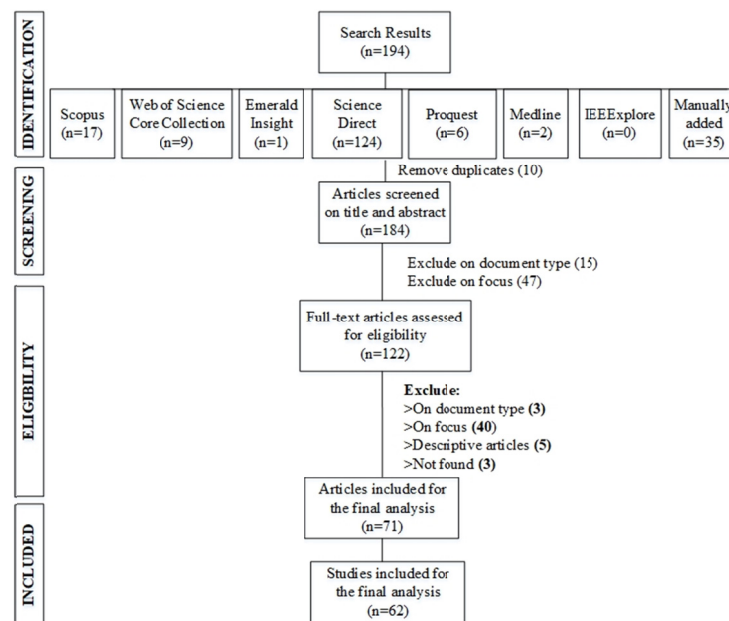 IDENTIFICATION
Search Results
(n=194)
Scopus
(n=17)
Web of Science
Core Collection
(n=9)
Emerald
Insight
(n=1)
Science
Direct
(n=124)
Proquest
(n=6)
Medline
(n=2)
IEEExplore
(n=0)
Manually
added
(n=35)
Remove duplicates (10)
SCREENING
Articles screened
on title and abstract
(n=184)
Exclude on document type (15)
Exclude on focus (47)
ELIGIBILITY
Full-text articles assessed
for eligibility
(n=122)
Exclude:
>On document type (3)
>On focus (40)
>Descriptive articles (5)
>Not found (3)
Articles included for
the final analysis
(n=71)
INCLUDED
Studies included for
the final analysis
(n=62)